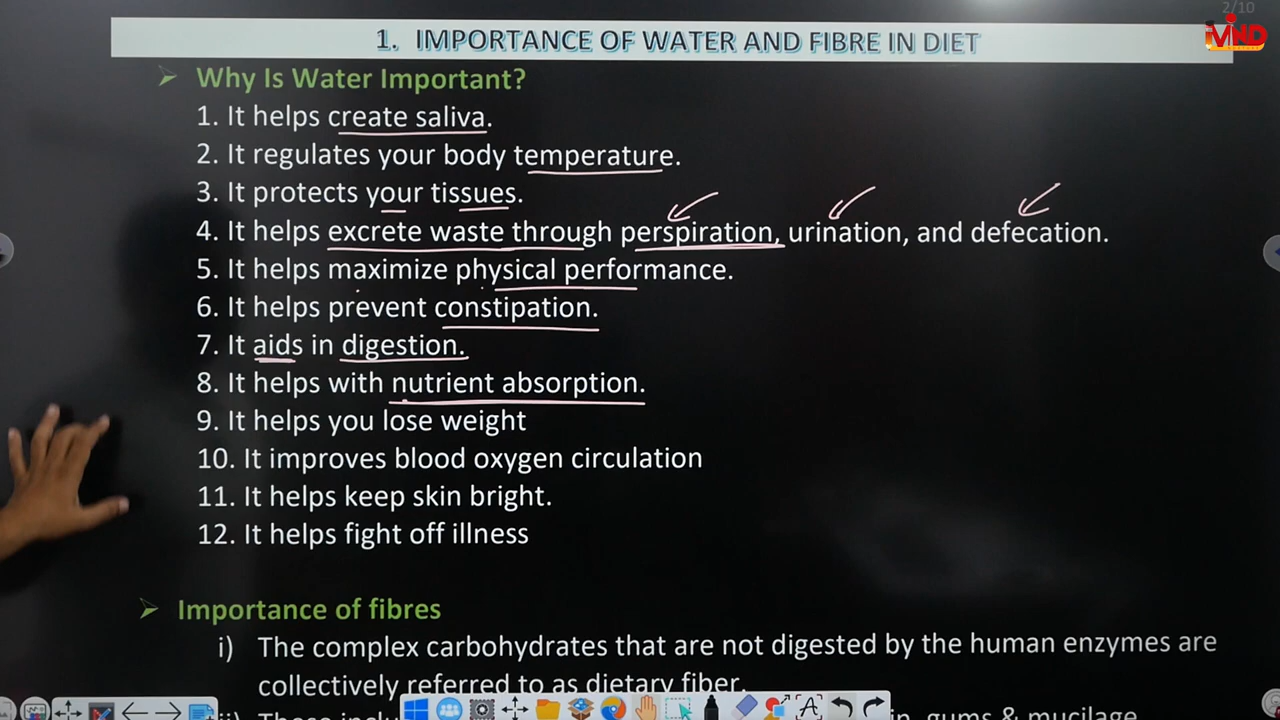 2/10
iMIND
1. IMPORTANCE OF WATER AND FIBRE IN DIET
Why Is Water Important?
1. It helps create saliva.
2. It regulates your body temperature.
3. It protects your tissues.
4. It helps excrete waste through perspiration, urination, and defecation.
5. It helps maximize physical performance.
6. It helps prevent constipation.
7. It aids in digestion.
8. It helps with nutrient absorption.
9. It helps you lose weight
10. It improves blood oxygen circulation
11. It helps keep skin bright.
12. It helps fight off illness
Importance of fibres
i) The complex carbohydrates that are not digested by the human enzymes are
collectively referred to as dietary fiber.
gums & mucilage